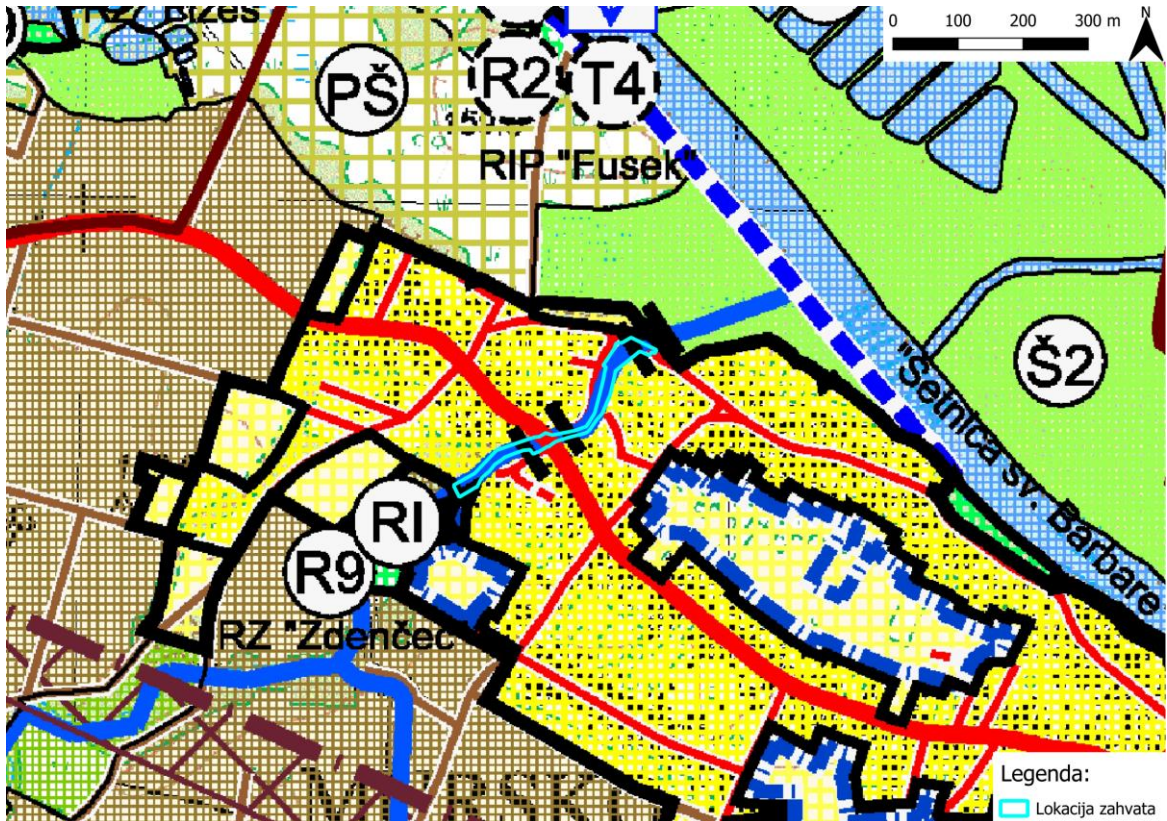 0 100 200 300 m
N
PŠ
R2
T4
RIP "Fusek"
Š2
"Šetnica sv. Barbare"
RI
R9
RZ "Zdenčec"
Legenda:
Lokacija zahvata